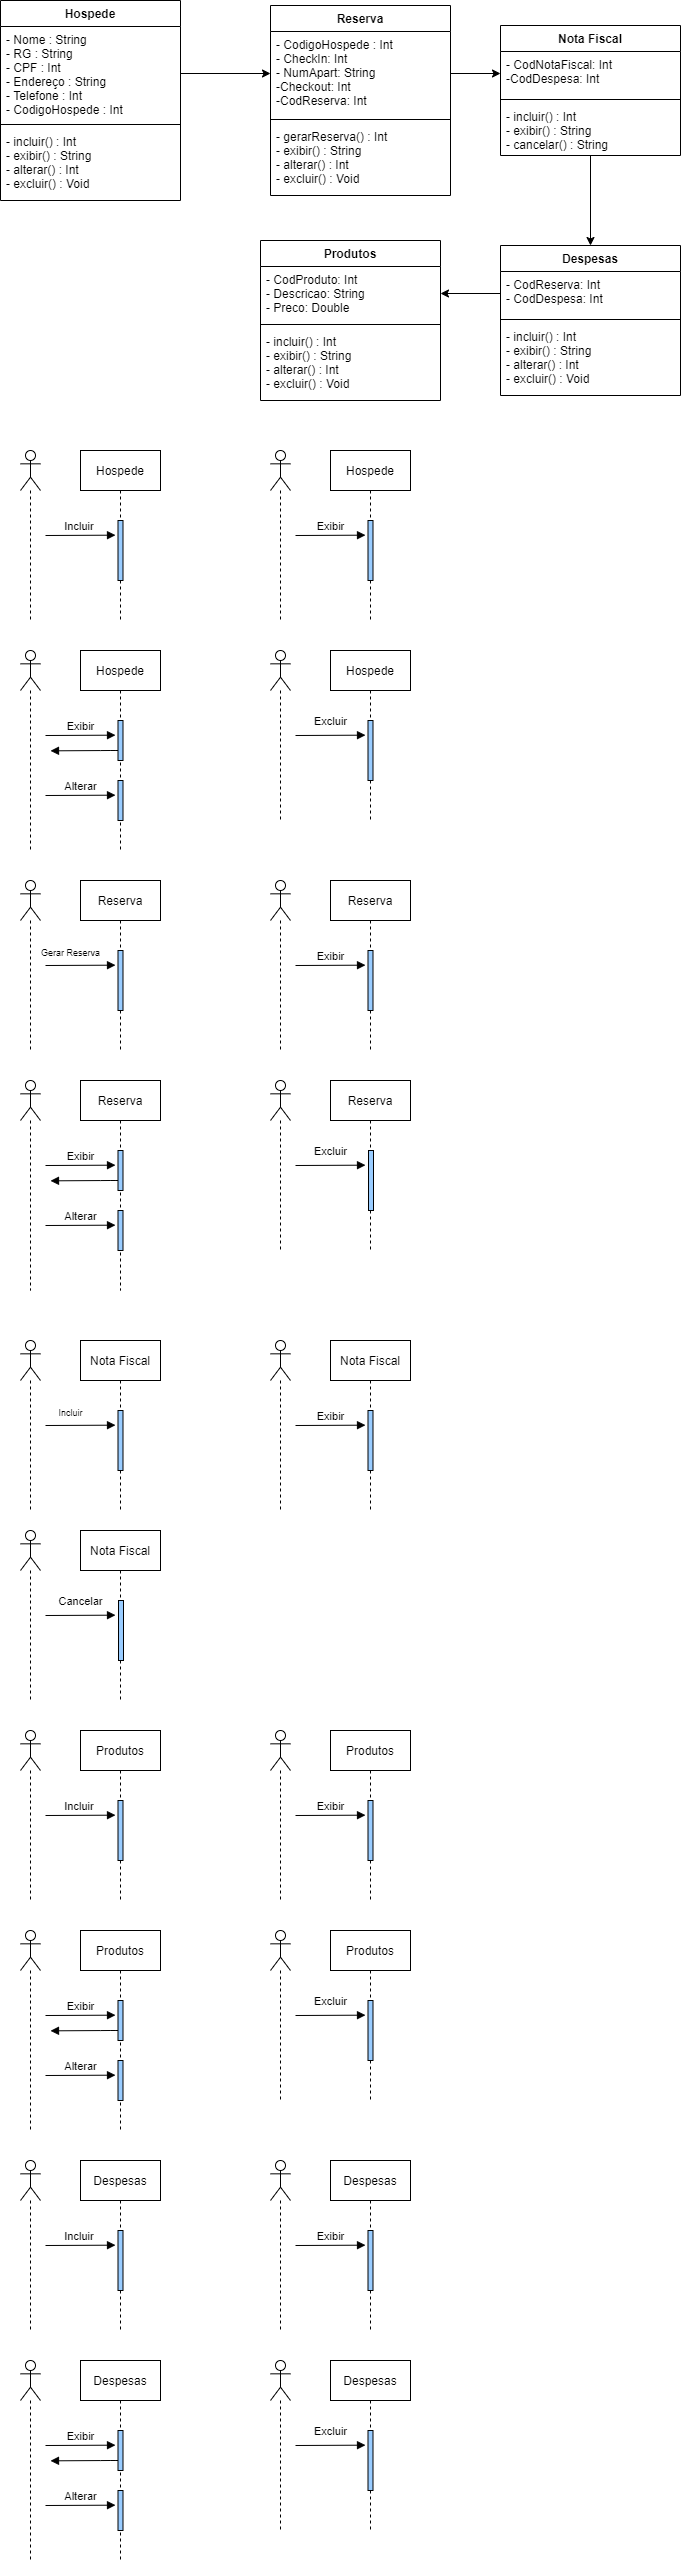 Hospede
- Nome : String
- RG : String
- CPF : Int
- Endereço : String
- Telefone : Int
- CodigoHospede : Int
- incluir() : Int
- exibir() : String
- alterar() : Int
- excluir() : Void
Reserva
- CodigoHospede : Int
- CheckIn: Int
- NumApart: String
-Checkout: Int
-CodReserva: Int
- gerarReserva() : Int
- exibir() : String
- alterar() : Int
- excluir() : Void
Nota Fiscal
- CodNotaFiscal: Int
-CodDespesa: Int
- incluir() : Int
- exibir() : String
- cancelar() : String
Produtos
- CodProduto: Int
- Descricao: String
- Preco: Double
- incluir() : Int
- exibir() : String
- alterar() : Int
- excluir() : Void
Despesas
- CodReserva: Int
- CodDespesa: Int
- incluir() : Int
- exibir() : String
- alterar() : Int
- excluir() : Void
Hospede
Incluir
Hospede
Exibir
Hospede
Exibir
Alterar
Hospede
Excluir
Reserva
Gerar Reserva
Reserva
Exibir
Reserva
Exibir
Alterar
Reserva
Excluir
Nota Fiscal
Incluir
Nota Fiscal
Exibir
Nota Fiscal
Cancelar
Produtos
Incluir
Produtos
Exibir
Produtos
Exibir
Alterar
Produtos
Excluir
Despesas
Incluir
Despesas
Exibir
Despesas
Exibir
Alterar
Despesas
Excluir